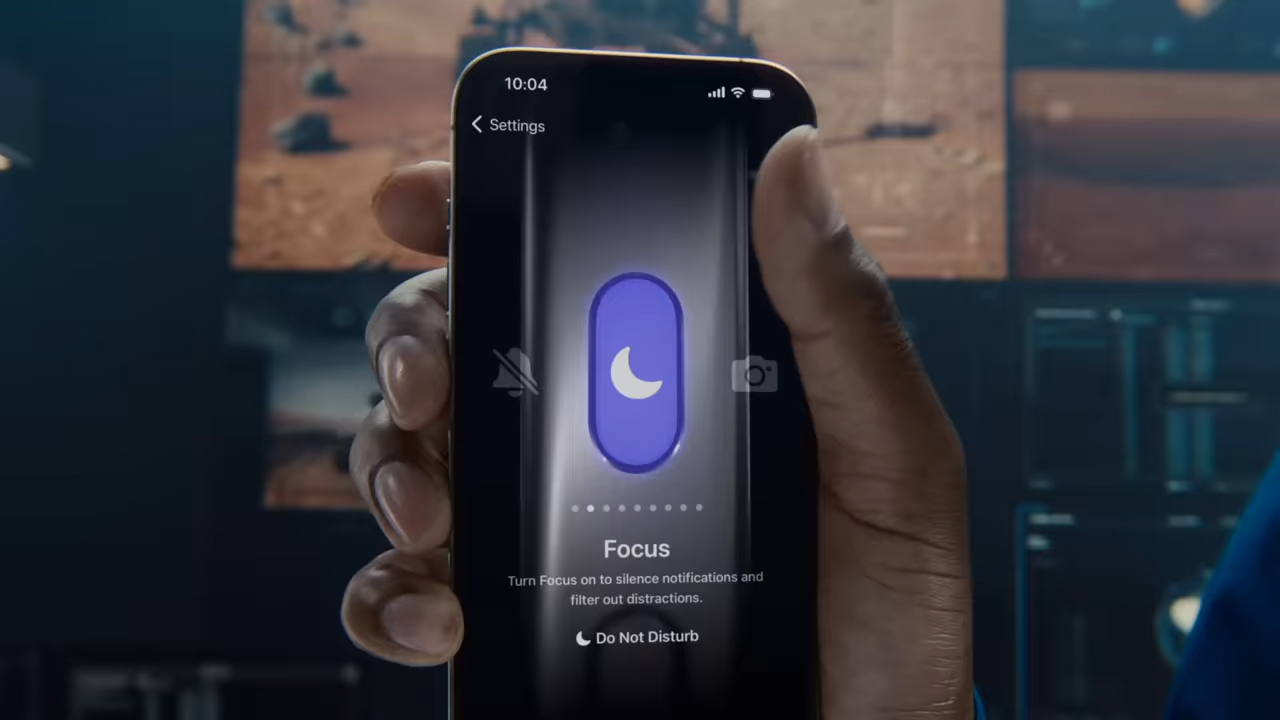 10:04
Settings
Focus
Turn Focus on to silence notifications and
filter out distractions.
Do Not Disturb